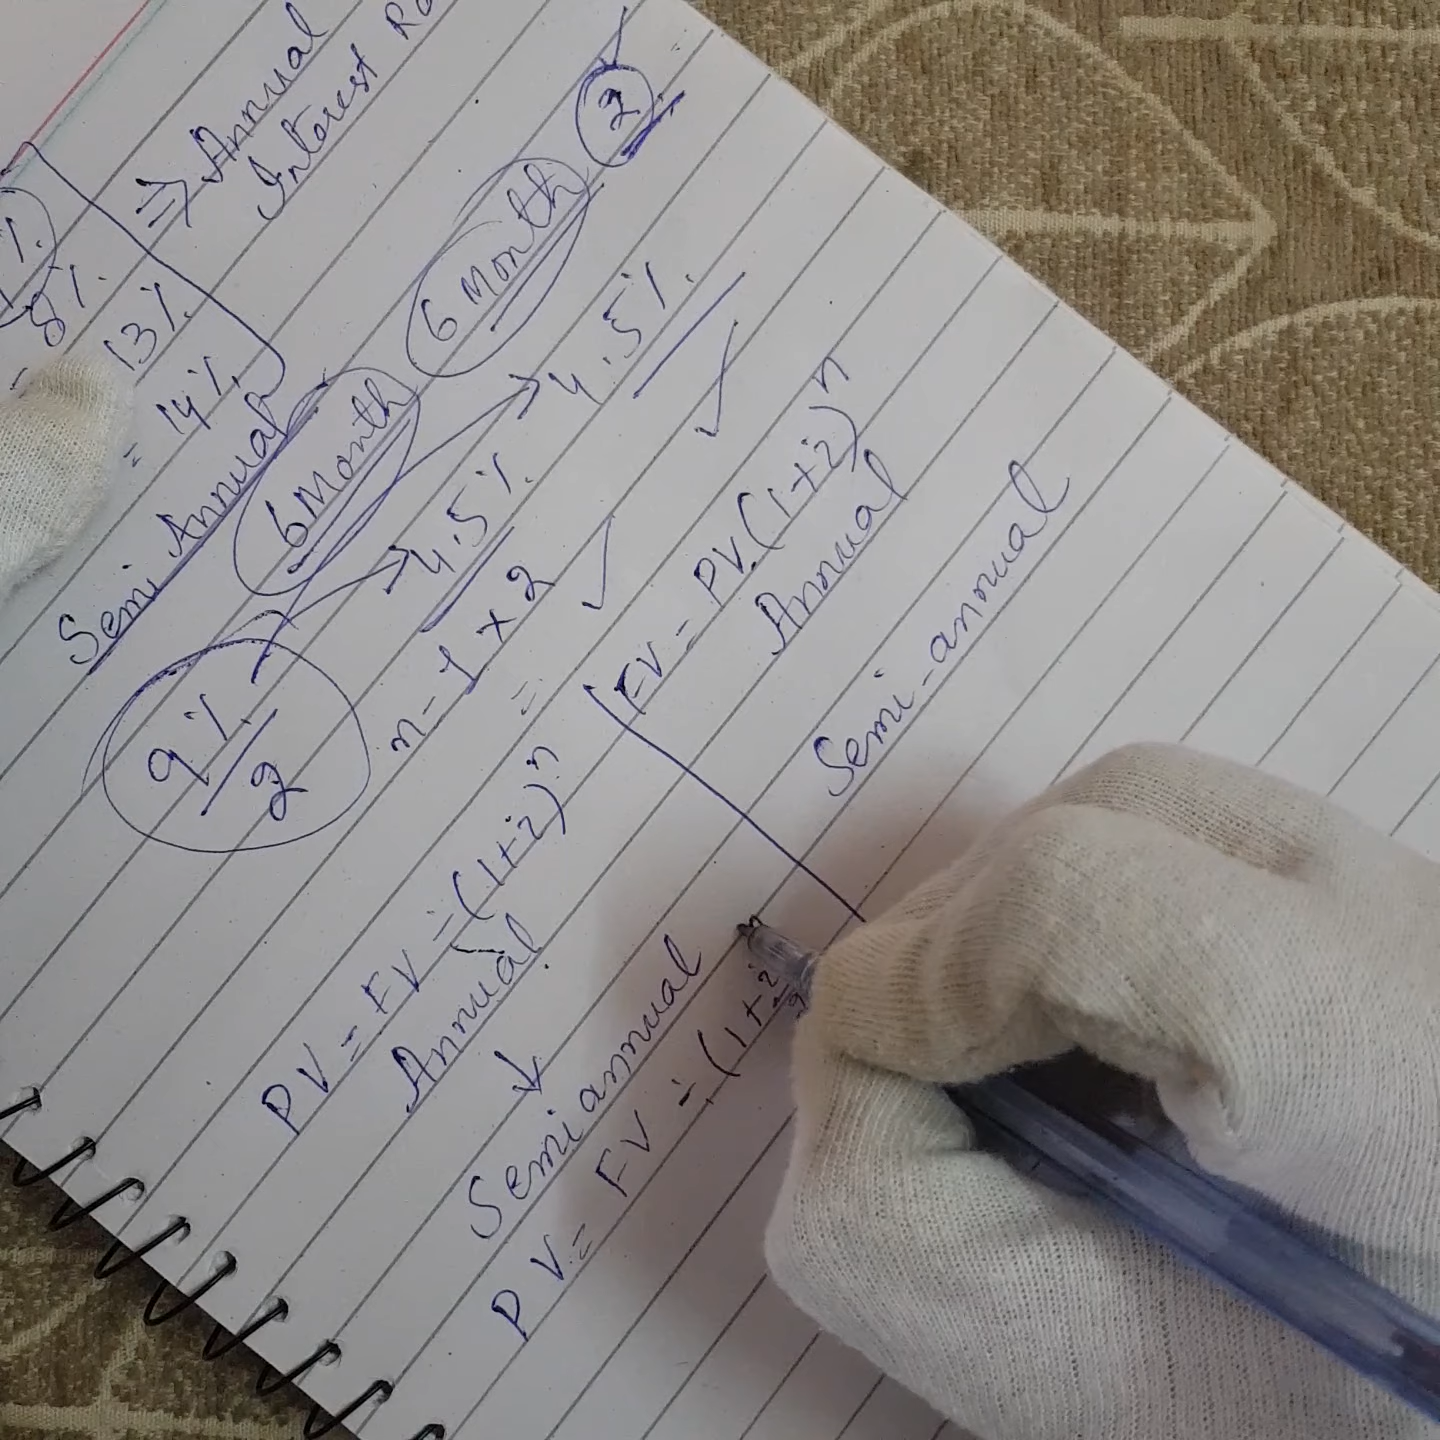 ⇒ Annual
Interest
%.
8%.
13%.
= 14%.
Semi Annual
6 Month
6 Month
2
9%. / 2
→ 4.5%.
→ 4.5%.
n - 1 × 2
=
PV = FV ÷ (1+i)ⁿ
Annual
Semi annual
↓
PV = FV ÷ (1+i/2)ⁿ
FV - PV.(1+i)ⁿ
Annual
Semi-annual